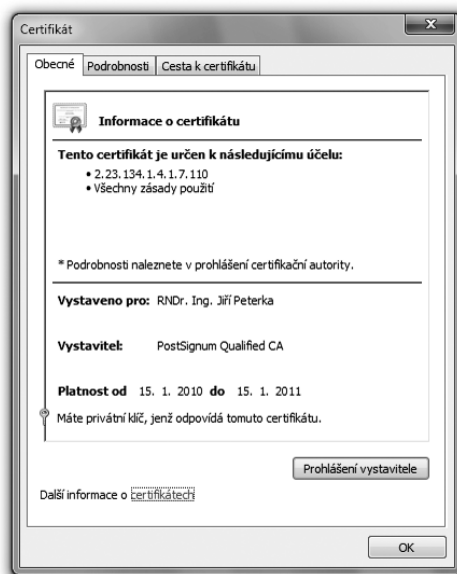 Certifikát
Obecné Podrobnosti Cesta k certifikátu
Informace o certifikátu
Tento certifikát je určen k následujícímu účelu:
• 2.23.134.1.4.1.7.110
• Všechny zásady použití
* Podrobnosti naleznete v prohlášení certifikační autority.
Vystaveno pro: RNDr. Ing. Jiří Peterka
Vystavitel: PostSignum Qualified CA
Platnost od 15. 1. 2010 do 15. 1. 2011
Máte privátní klíč, jenž odpovídá tomuto certifikátu.
Prohlášení vystavitele
Další informace o certifikátech
OK